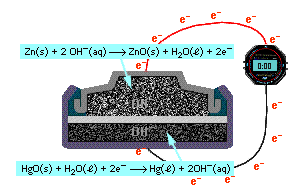 e⁻
e⁻
e⁻
e⁻
Zn(s) + 2 OH⁻(aq) ⟶ ZnO(s) + H₂O(ℓ) + 2e⁻
0:00
OH⁻
e⁻
OH⁻
e⁻
HgO(s) + H₂O(ℓ) + 2e⁻ ⟶ Hg(ℓ) + 2OH⁻(aq)
e⁻
e⁻
e⁻